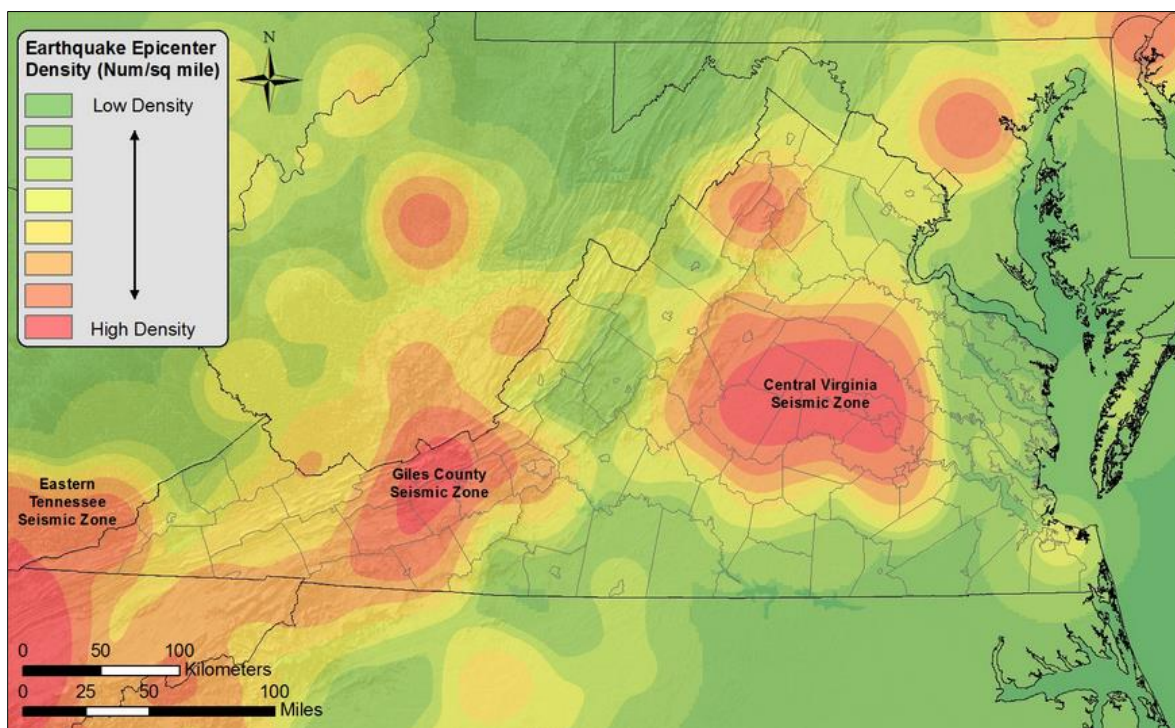 Earthquake Epicenter
Density (Num/sq mile)
Low Density
High Density
N
Central Virginia
Seismic Zone
Giles County
Seismic Zone
Eastern
Tennessee
Seismic Zone
0 50 100
Kilometers
0 25 50 100
Miles